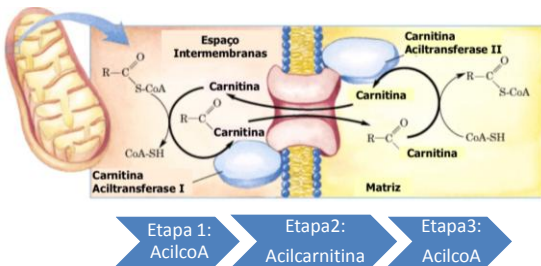 Espaço
Intermembranas
Carnitina
Aciltransferase II
R—C
O
S-CoA
Carnitina
R—C
O
Carnitina
CoA-SH
Carnitina
Aciltransferase I
Carnitina
R—C
O
Carnitina
R—C
O
S-CoA
CoA-SH
Matriz
Etapa 1:
AcilcoA
Etapa2:
Acilcarnitina
Etapa3:
AcilcoA